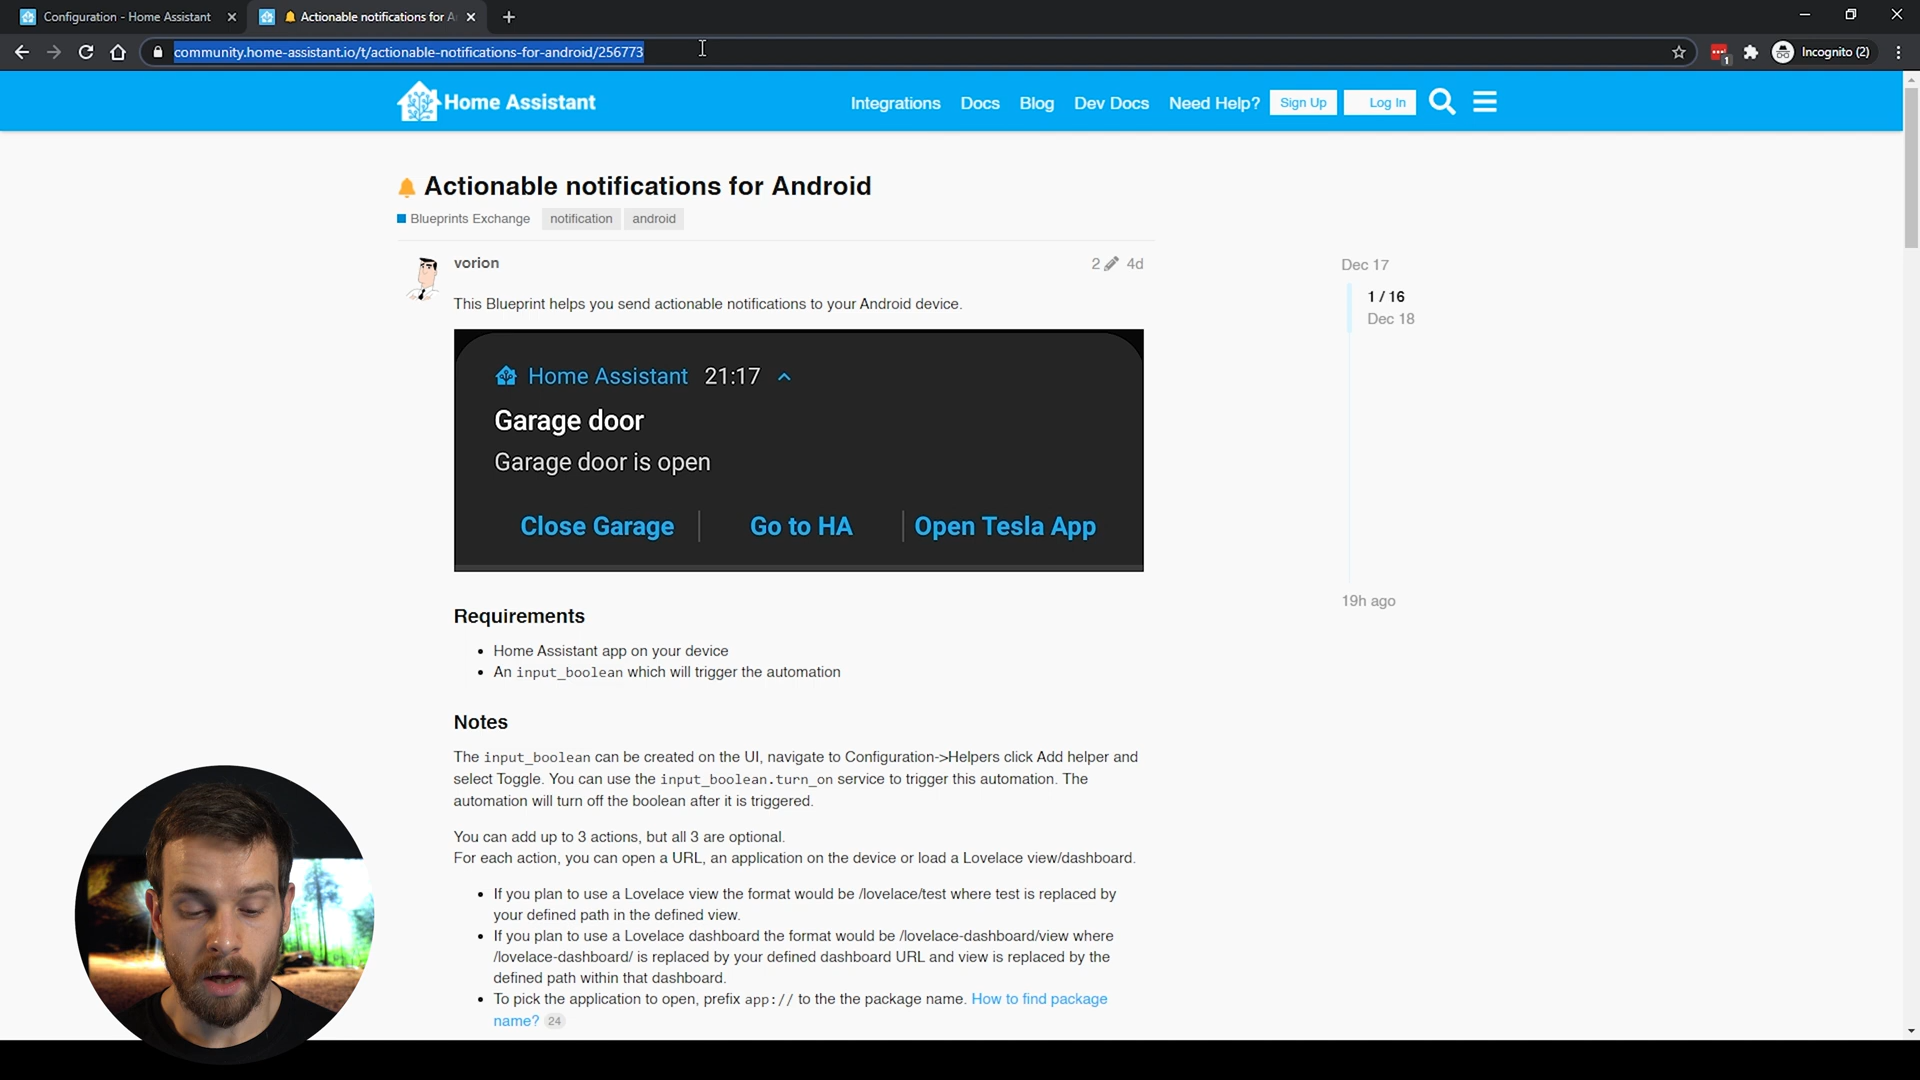 Configuration - Home Assistant
Actionable notifications for A
community.home-assistant.io/t/actionable-notifications-for-android/256773
1
Incognito (2)
Home Assistant
Integrations
Docs
Blog
Dev Docs
Need Help?
Sign Up
Log In
Actionable notifications for Android
Blueprints Exchange
notification
android
vorion
2
4d
This Blueprint helps you send actionable notifications to your Android device.
Home Assistant 21:17
Garage door
Garage door is open
Close Garage
Go to HA
Open Tesla App
Dec 17
1 / 16
Dec 18
19h ago
Requirements
Home Assistant app on your device
An input_boolean which will trigger the automation
Notes
The input_boolean can be created on the UI, navigate to Configuration->Helpers click Add helper and
select Toggle. You can use the input_boolean.turn_on service to trigger this automation. The
automation will turn off the boolean after it is triggered.
You can add up to 3 actions, but all 3 are optional.
For each action, you can open a URL, an application on the device or load a Lovelace view/dashboard.
If you plan to use a Lovelace view the format would be /lovelace/test where test is replaced by
your defined path in the defined view.
If you plan to use a Lovelace dashboard the format would be /lovelace-dashboard/view where
/lovelace-dashboard/ is replaced by your defined dashboard URL and view is replaced by the
defined path within that dashboard.
To pick the application to open, prefix app:// to the the package name. How to find package
name? 24